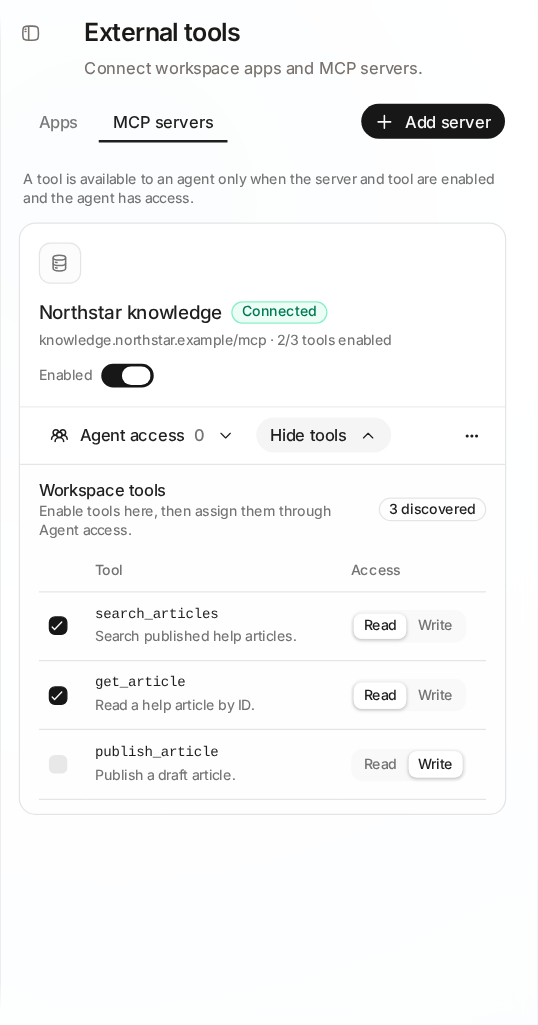 External tools
Connect workspace apps and MCP servers.
Apps
MCP servers
Add server
A tool is available to an agent only when the server and tool are enabled
and the agent has access.
Northstar knowledge
Connected
knowledge.northstar.example/mcp · 2/3 tools enabled
Enabled
Agent access 0
Hide tools
Workspace tools
Enable tools here, then assign them through
Agent access.
3 discovered
Tool
Access
search_articles
Search published help articles.
Read
Write
get_article
Read a help article by ID.
Read
Write
publish_article
Publish a draft article.
Read
Write